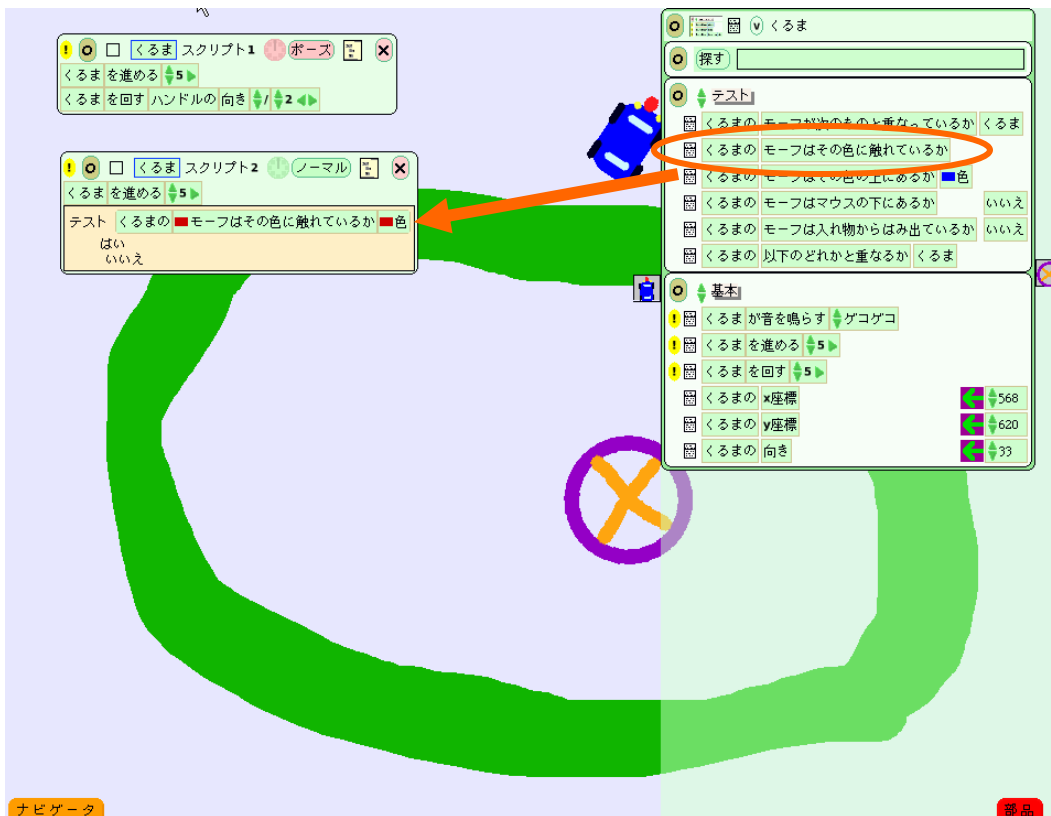 くるま スクリプト1 ポーズ
くるま を進める 5
くるま を回す ハンドルの 向き / 2
くるま スクリプト2 ノーマル
くるま を進める 5
テスト くるまの モーフはその色に触れているか 色
はい
いいえ
くるま
探す
テスト
くるまの モーフが次のものと重なっているか くるま
くるまの モーフはその色に触れているか
くるまの モーフはその色の上にあるか 色
くるまの モーフはマウスの下にあるか いいえ
くるまの モーフは入れ物からはみ出ているか いいえ
くるまの 以下のどれかと重なるか くるま
基本
くるま が音を鳴らす ゲコゲコ
くるま を進める 5
くるま を回す 5
くるまの x座標 568
くるまの y座標 620
くるまの 向き 33
ナビゲータ
部品